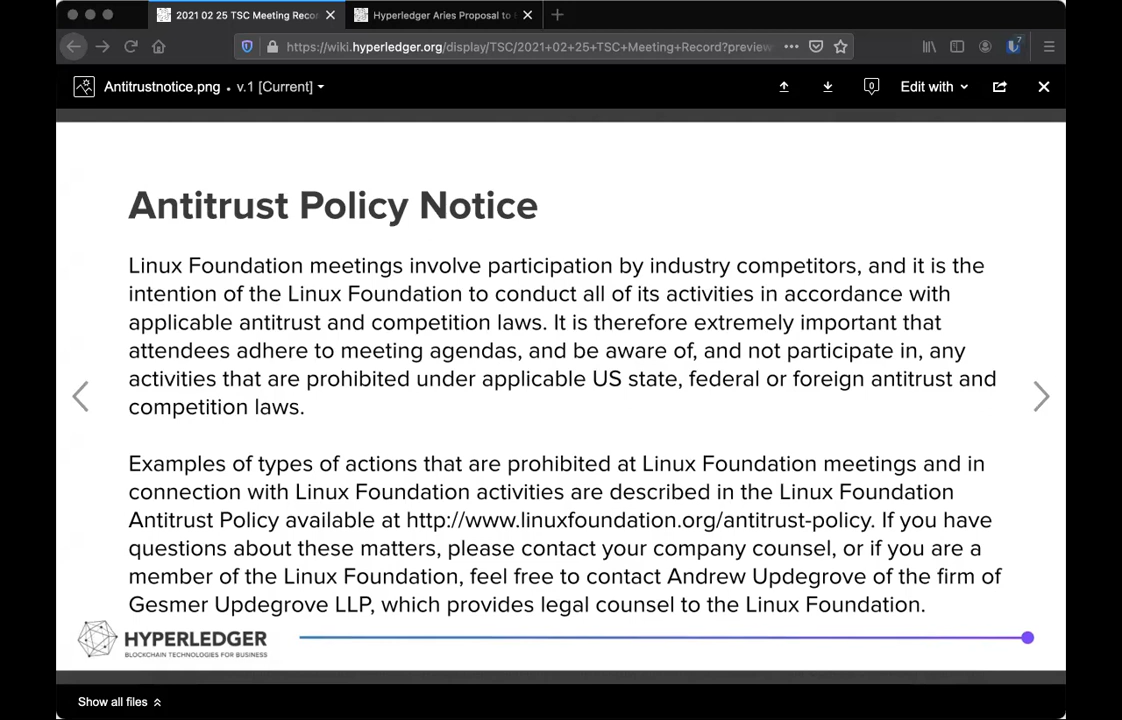 2021 02 25 TSC Meeting Recor
Hyperledger Aries Proposal to
https://wiki.hyperledger.org/display/TSC/2021+02+25+TSC+Meeting+Record?preview
7
Antitrustnotice.png • v.1 [Current]
0
Edit with
Antitrust Policy Notice
Linux Foundation meetings involve participation by industry competitors, and it is the
intention of the Linux Foundation to conduct all of its activities in accordance with
applicable antitrust and competition laws. It is therefore extremely important that
attendees adhere to meeting agendas, and be aware of, and not participate in, any
activities that are prohibited under applicable US state, federal or foreign antitrust and
competition laws.
Examples of types of actions that are prohibited at Linux Foundation meetings and in
connection with Linux Foundation activities are described in the Linux Foundation
Antitrust Policy available at http://www.linuxfoundation.org/antitrust-policy. If you have
questions about these matters, please contact your company counsel, or if you are a
member of the Linux Foundation, feel free to contact Andrew Updegrove of the firm of
Gesmer Updegrove LLP, which provides legal counsel to the Linux Foundation.
HYPERLEDGER
BLOCKCHAIN TECHNOLOGIES FOR BUSINESS
Show all files